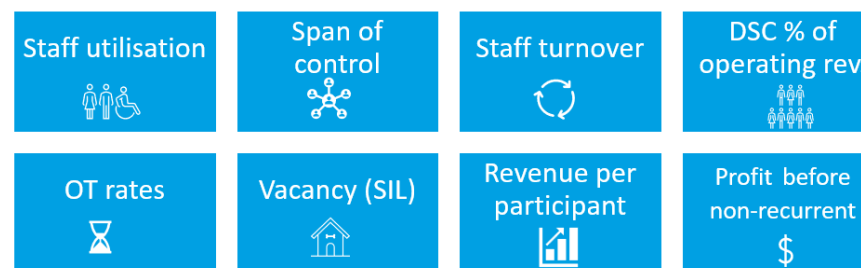 Staff utilisation
Span of
control
Staff turnover
DSC % of
operating rev
OT rates
Vacancy (SIL)
Revenue per
participant
Profit before
non-recurrent
$